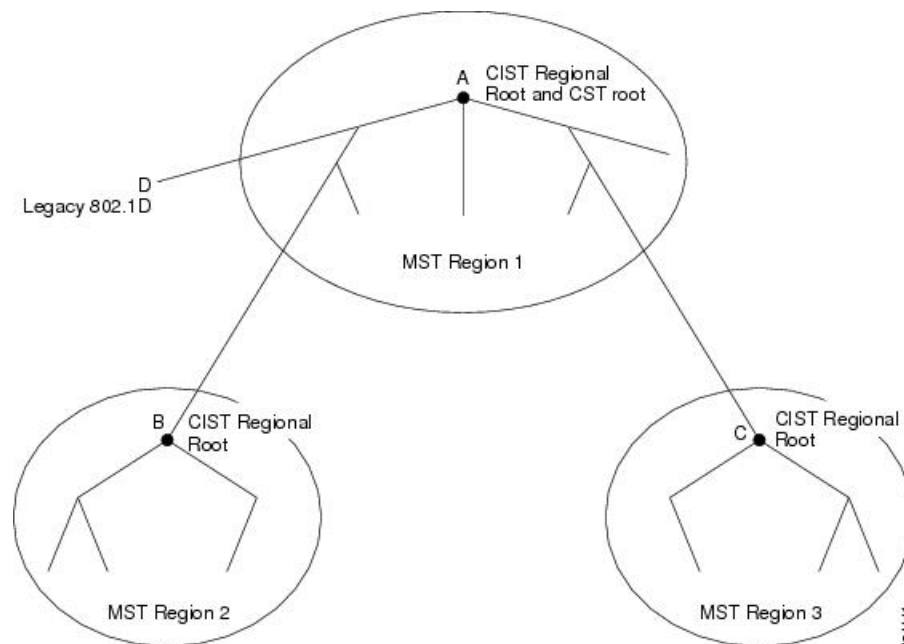 A CIST Regional
Root and CST root
D
Legacy 802.1D
MST Region 1
B CIST Regional
Root
CIST Regional
C Root
MST Region 2
MST Region 3